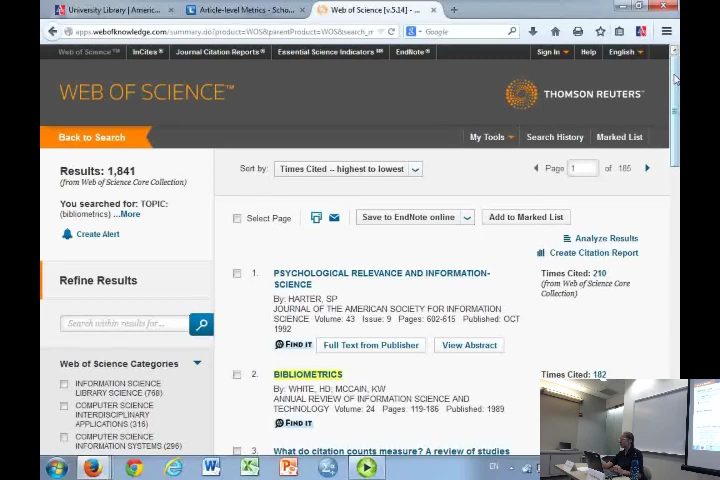 University Library | Americ...
Article-level Metrics - Scho...
Web of Science [v.5.14] - ...
apps.webofknowledge.com/summary.do?product=WOS&parentProduct=WOS&search_m
Google
Web of Science™
InCites™
Journal Citation Reports®
Essential Science Indicators℠
EndNote™
Sign In
Help
English
WEB OF SCIENCE™
THOMSON REUTERS™
Back to Search
My Tools
Search History
Marked List
Results: 1,841
(from Web of Science Core Collection)
You searched for: TOPIC:
(bibliometrics) ...More
Create Alert
Refine Results
Search within results for...
Web of Science Categories
INFORMATION SCIENCE
LIBRARY SCIENCE (768)
COMPUTER SCIENCE
INTERDISCIPLINARY
APPLICATIONS (316)
COMPUTER SCIENCE
INFORMATION SYSTEMS (296)
Sort by:
Times Cited -- highest to lowest
Page 1 of 185
Select Page
Save to EndNote online
Add to Marked List
Analyze Results
Create Citation Report
1.
PSYCHOLOGICAL RELEVANCE AND INFORMATION-
SCIENCE
By: HARTER, SP
JOURNAL OF THE AMERICAN SOCIETY FOR INFORMATION
SCIENCE Volume: 43 Issue: 9 Pages: 602-615 Published: OCT
1992
FIND IT
Full Text from Publisher
View Abstract
Times Cited: 210
(from Web of Science Core
Collection)
2.
BIBLIOMETRICS
By: WHITE, HD; MCCAIN, KW
ANNUAL REVIEW OF INFORMATION SCIENCE AND
TECHNOLOGY Volume: 24 Pages: 119-186 Published: 1989
FIND IT
Times Cited: 182
3.
What do citation counts measure? A review of studies
EN